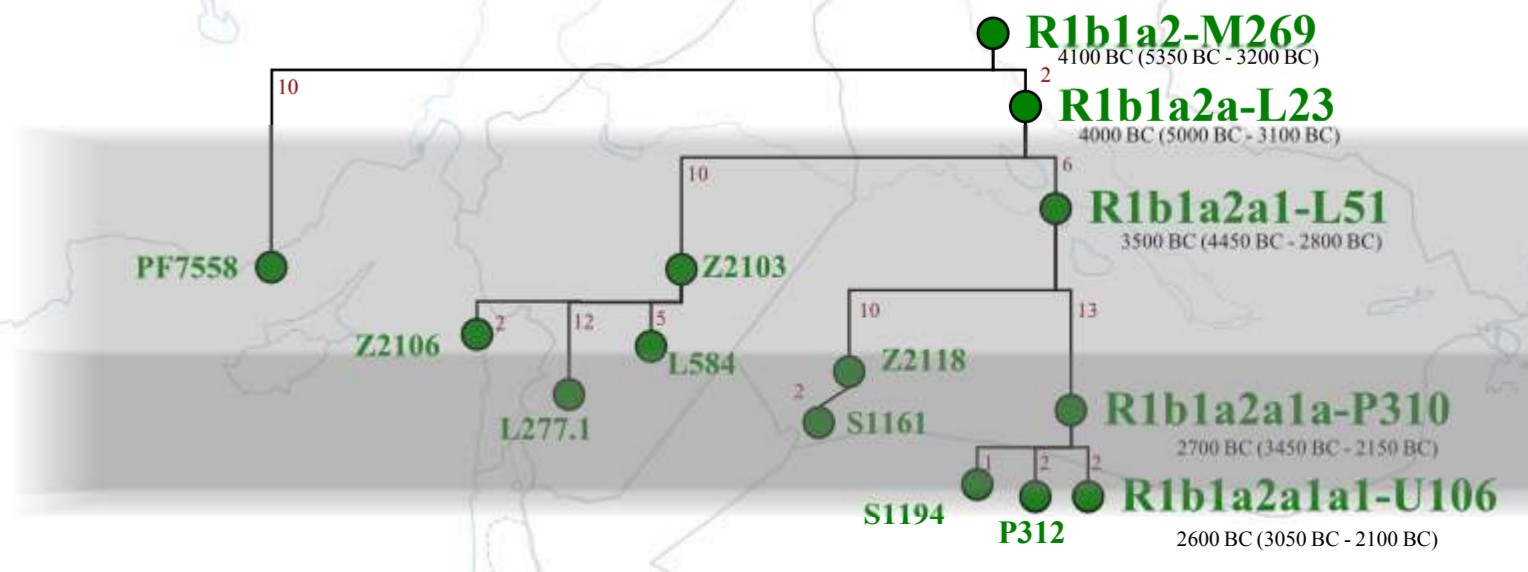 R1b1a2-M269
4100 BC (5350 BC - 3200 BC)
10
2
R1b1a2a-L23
4000 BC (5000 BC - 3100 BC)
10
6
R1b1a2a1-L51
3500 BC (4450 BC - 2800 BC)
PF7558
Z2103
10
13
2
12
5
Z2106
L584
Z2118
2
R1b1a2a1a-P310
L277.1
S1161
2700 BC (3450 BC - 2150 BC)
1
2
2
R1b1a2a1a1-U106
S1194
P312
2600 BC (3050 BC - 2100 BC)